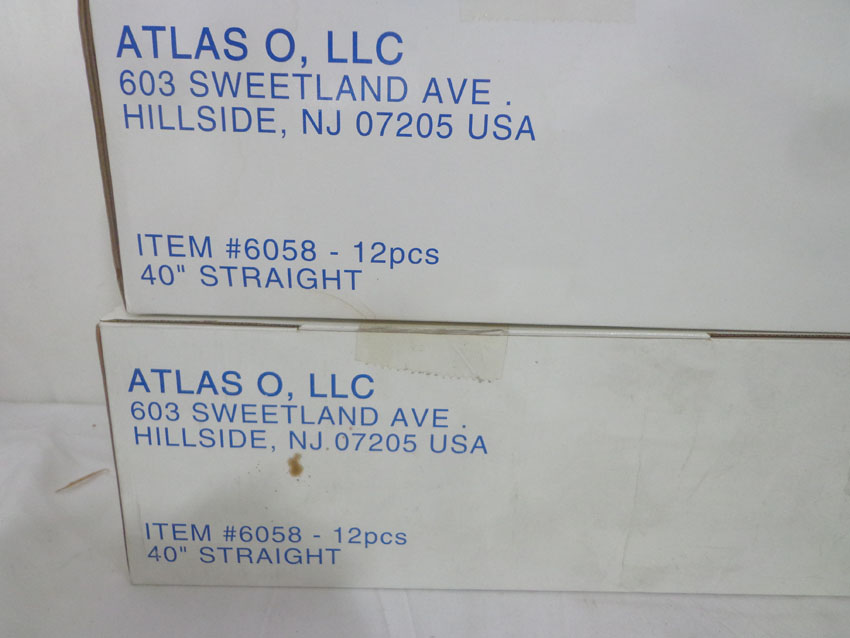 ATLAS O, LLC
603 SWEETLAND AVE .
HILLSIDE, NJ 07205 USA
ITEM #6058 - 12pcs
40" STRAIGHT
ATLAS O, LLC
603 SWEETLAND AVE .
HILLSIDE, NJ 07205 USA
ITEM #6058 - 12pcs
40" STRAIGHT